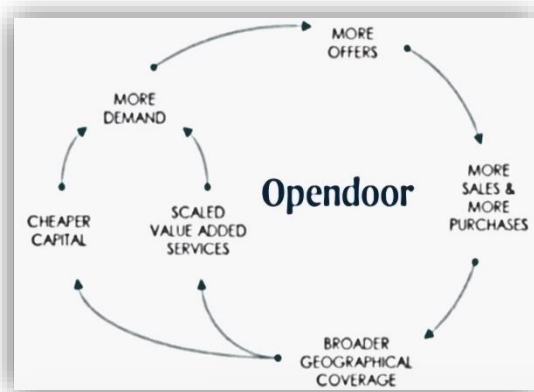 MORE
OFFERS
MORE
DEMAND
MORE
SALES &
MORE
PURCHASES
Opendoor
CHEAPER
CAPITAL
SCALED
VALUE ADDED
SERVICES
BROADER
GEOGRAPHICAL
COVERAGE